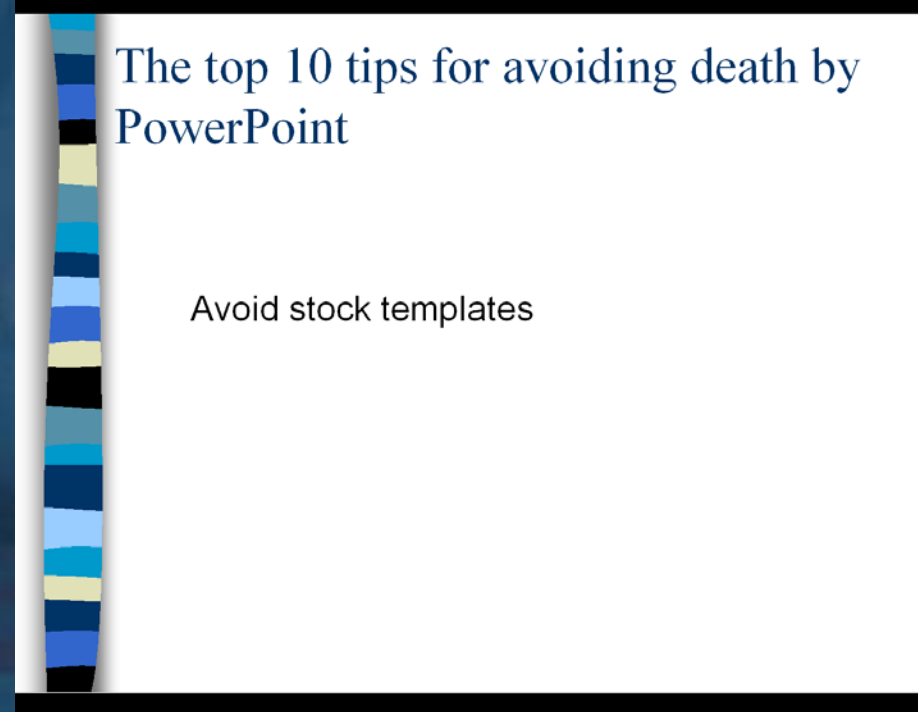 The top 10 tips for avoiding death by
PowerPoint
Avoid stock templates